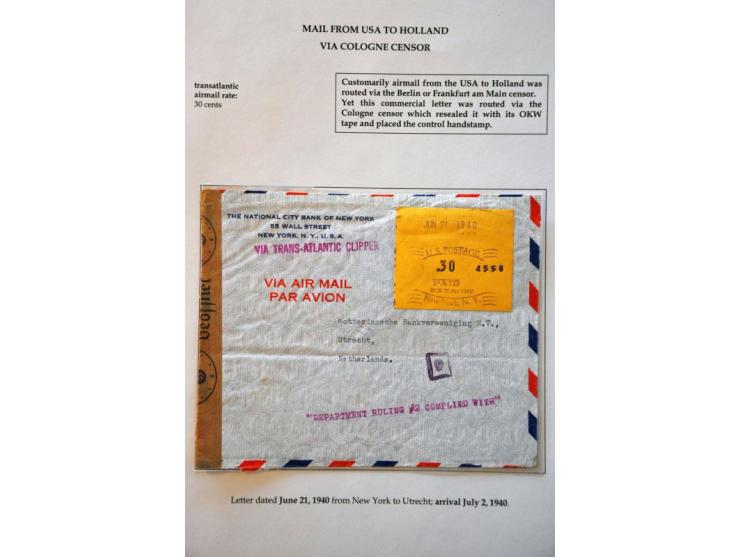 MAIL FROM USA TO HOLLAND
VIA COLOGNE CENSOR
transatlantic
airmail rate:
30 cents
Customarily airmail from the USA to Holland was
routed via the Berlin or Frankfurt am Main censor.
Yet this commercial letter was routed via the
Cologne censor which resealed it with its OKW
tape and placed the control handstamp.
THE NATIONAL CITY BANK OF NEW YORK
55 WALL STREET
NEW YORK, N. Y., U. S. A.
VIA TRANS-ATLANTIC CLIPPER
VIA AIR MAIL
PAR AVION
JUN 21 1940
U. S. POSTAGE
.30 4558
PAID
New York, N. Y.
Geöffnet
Rotterdamsche Bankvereeniging N.V.,
Utrecht,
Netherlands.
"DEPARTMENT RULING #2 COMPLIED WITH"
Letter dated June 21, 1940 from New York to Utrecht; arrival July 2, 1940.